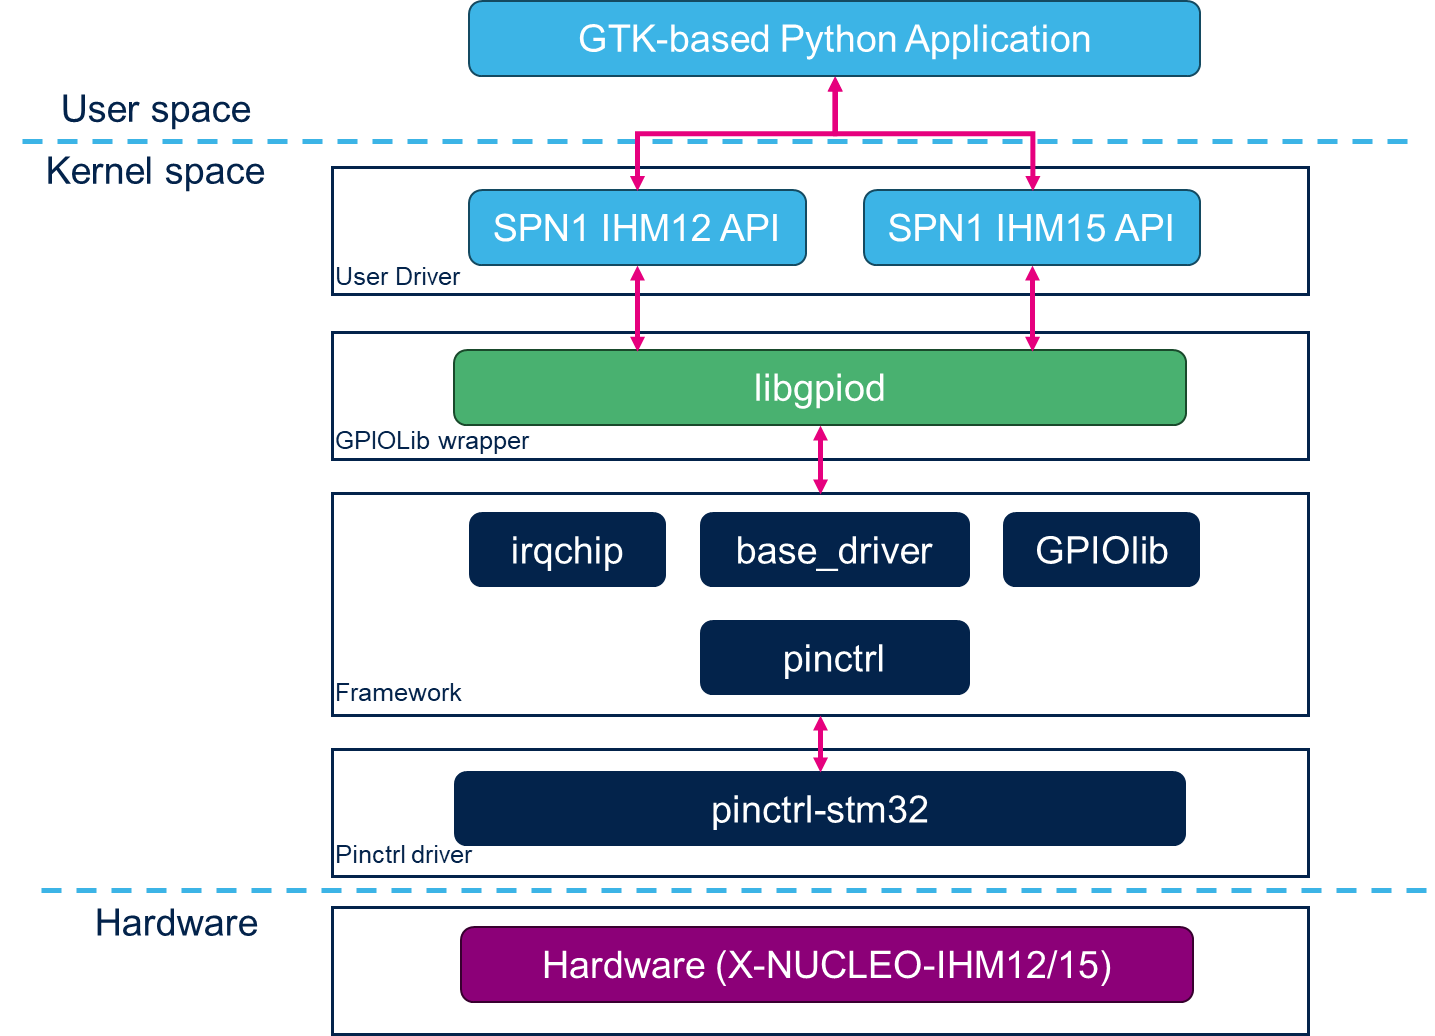 GTK-based Python Application
User space
Kernel space
SPN1 IHM12 API
SPN1 IHM15 API
User Driver
libgpiod
GPIOLib wrapper
irqchip
base_driver
GPIOlib
pinctrl
Framework
pinctrl-stm32
Pinctrl driver
Hardware
Hardware (X-NUCLEO-IHM12/15)